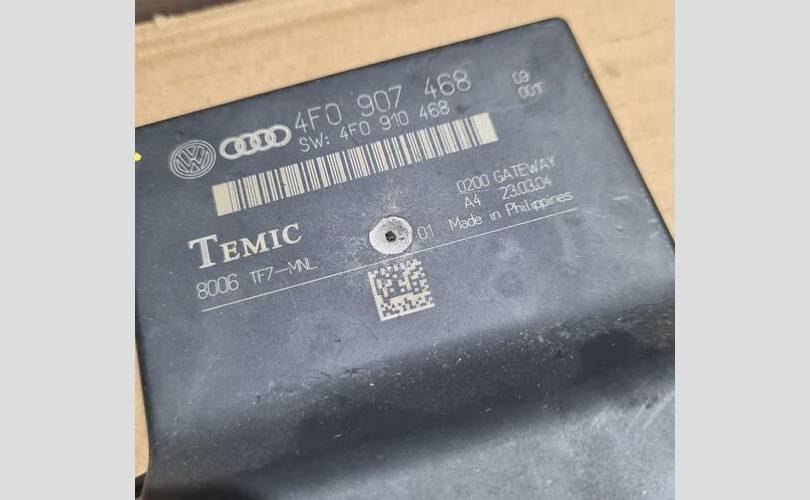 4F0 907 468
09
001
SW: 4F0 910 468
0200 GATEWAY
A4 23.03.04
TEMIC
01 Made in Philippines
8006 TF7-MNL